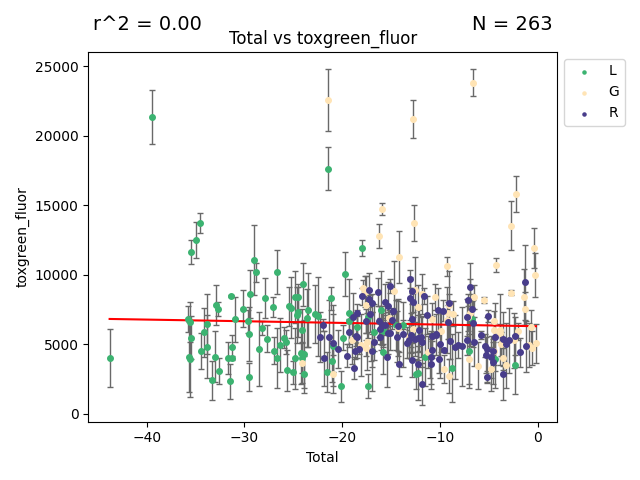 r^2 = 0.00
N = 263
Total vs toxgreen_fluor
25000
20000
15000
10000
5000
0
toxgreen_fluor
−40
−30
−20
−10
0
Total
L
G
R